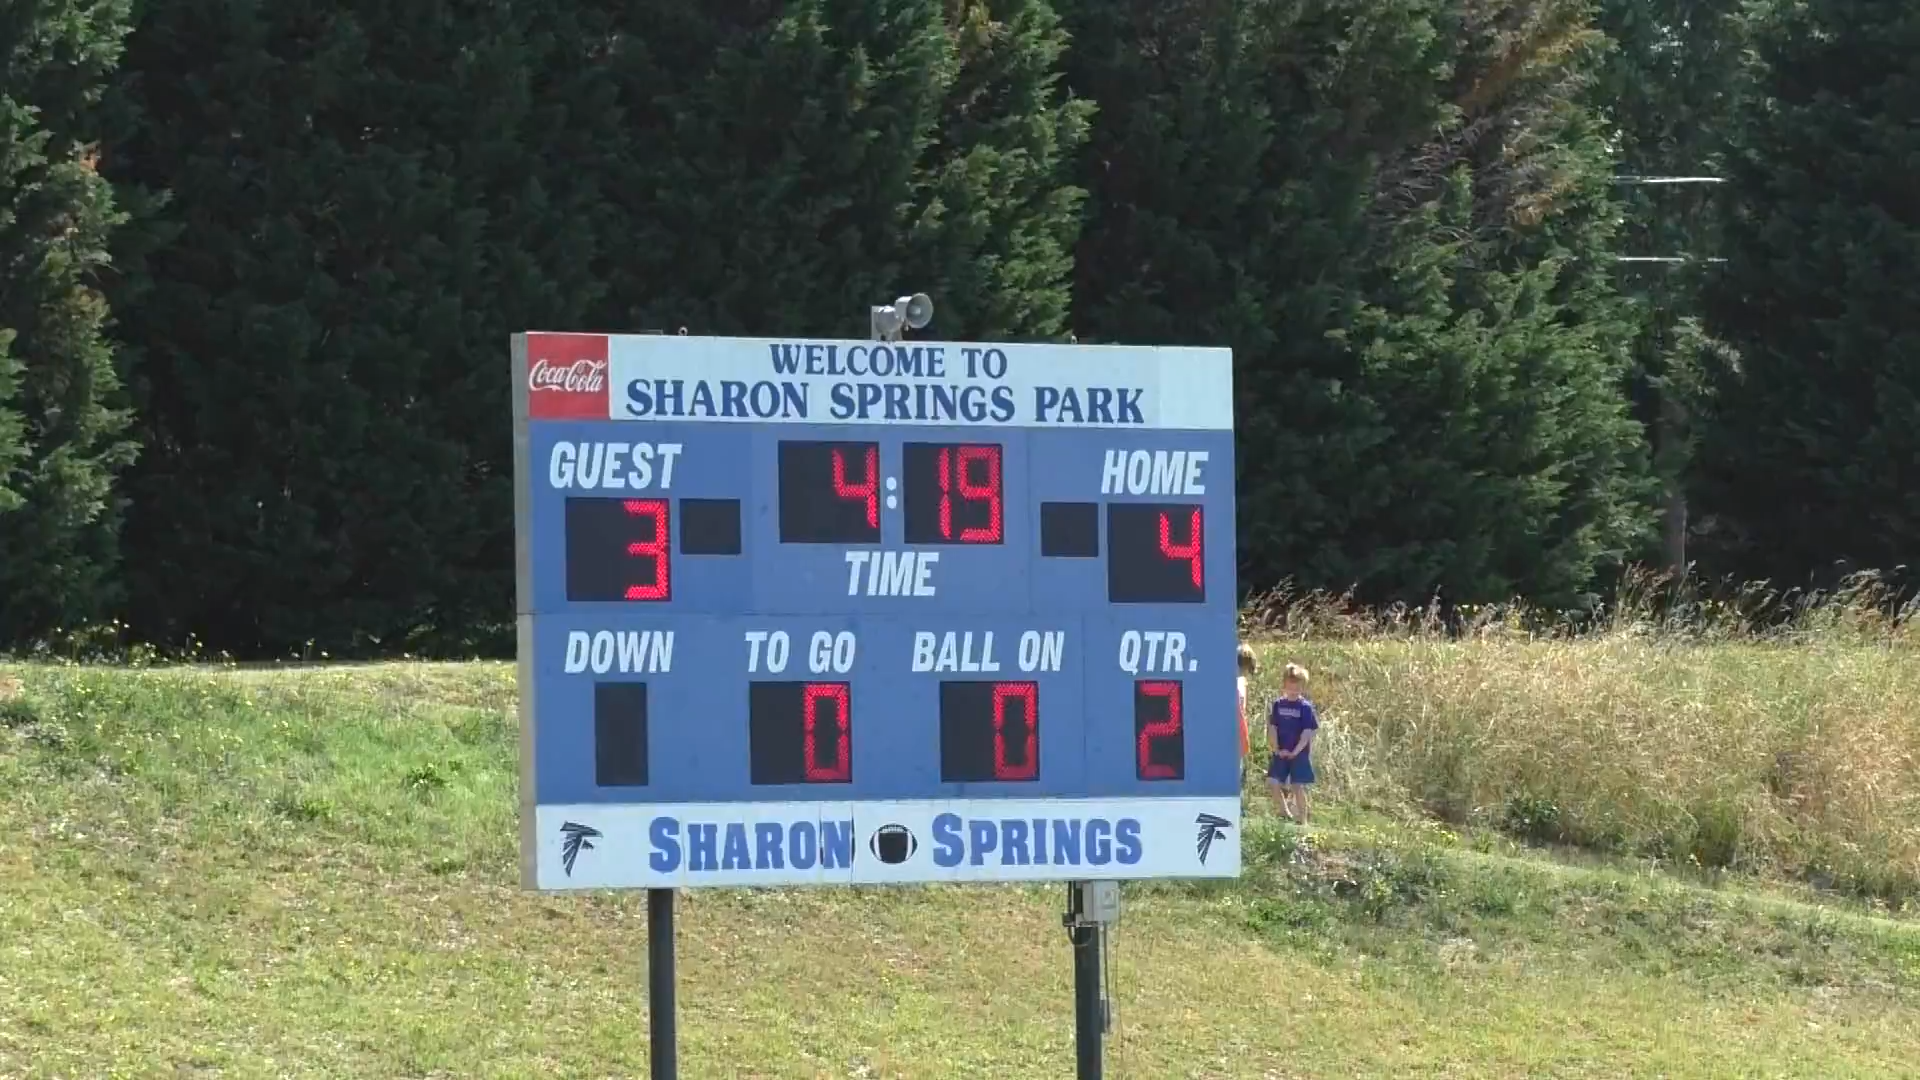 Coca-Cola
WELCOME TO
SHARON SPRINGS PARK
GUEST
4:19
HOME
3
4
TIME
DOWN
TO GO
BALL ON
QTR.
0
0
2
SHARON SPRINGS